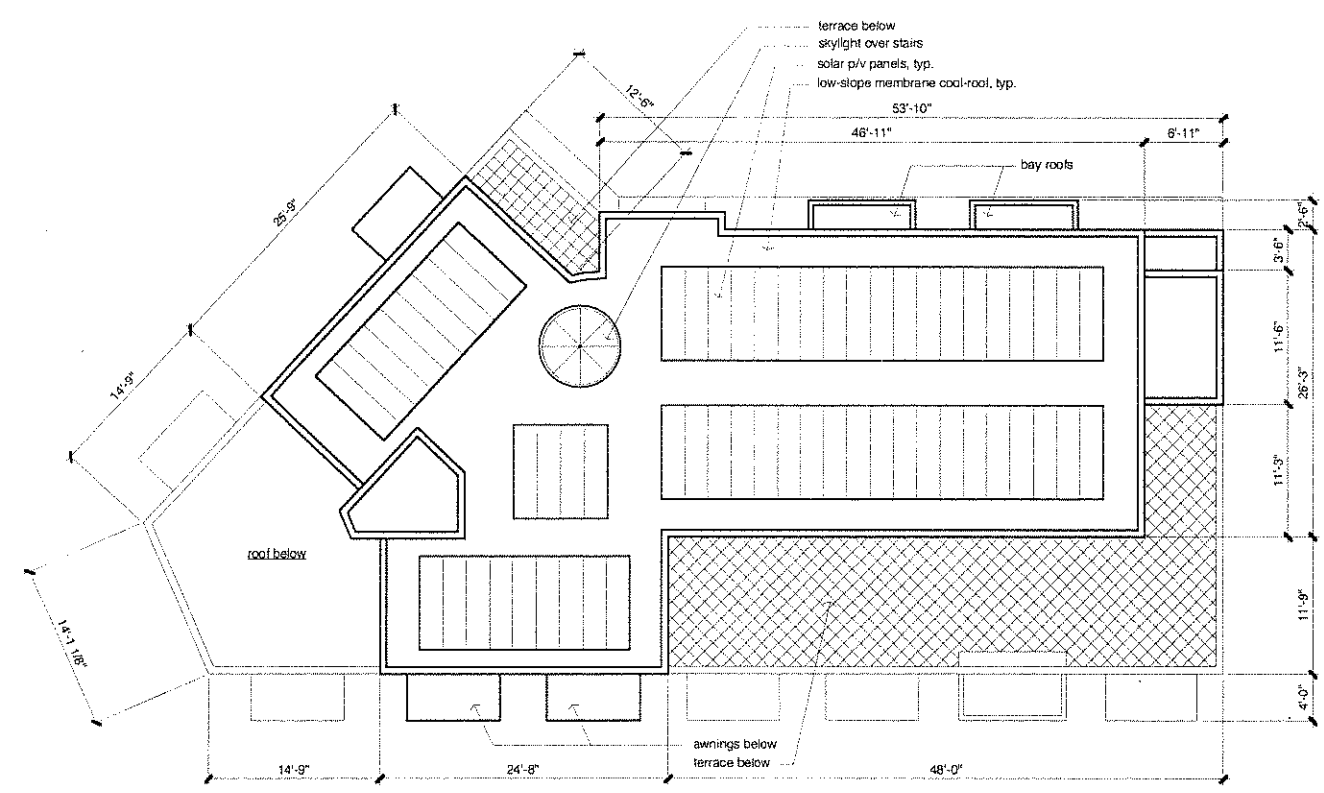 terrace below
skylight over stairs
solar p/v panels, typ.
low-slope membrane cool-roof, typ.
12'-6"
53'-10"
46'-11"
6'-11"
bay roofs
25'-9"
2'-6"
3'-6"
11'-6"
26'-3"
14'-9"
11'-3"
roof below
11'-9"
14'-1 1/8"
4'-0"
awnings below
terrace below
14'-9"
24'-8"
48'-0"